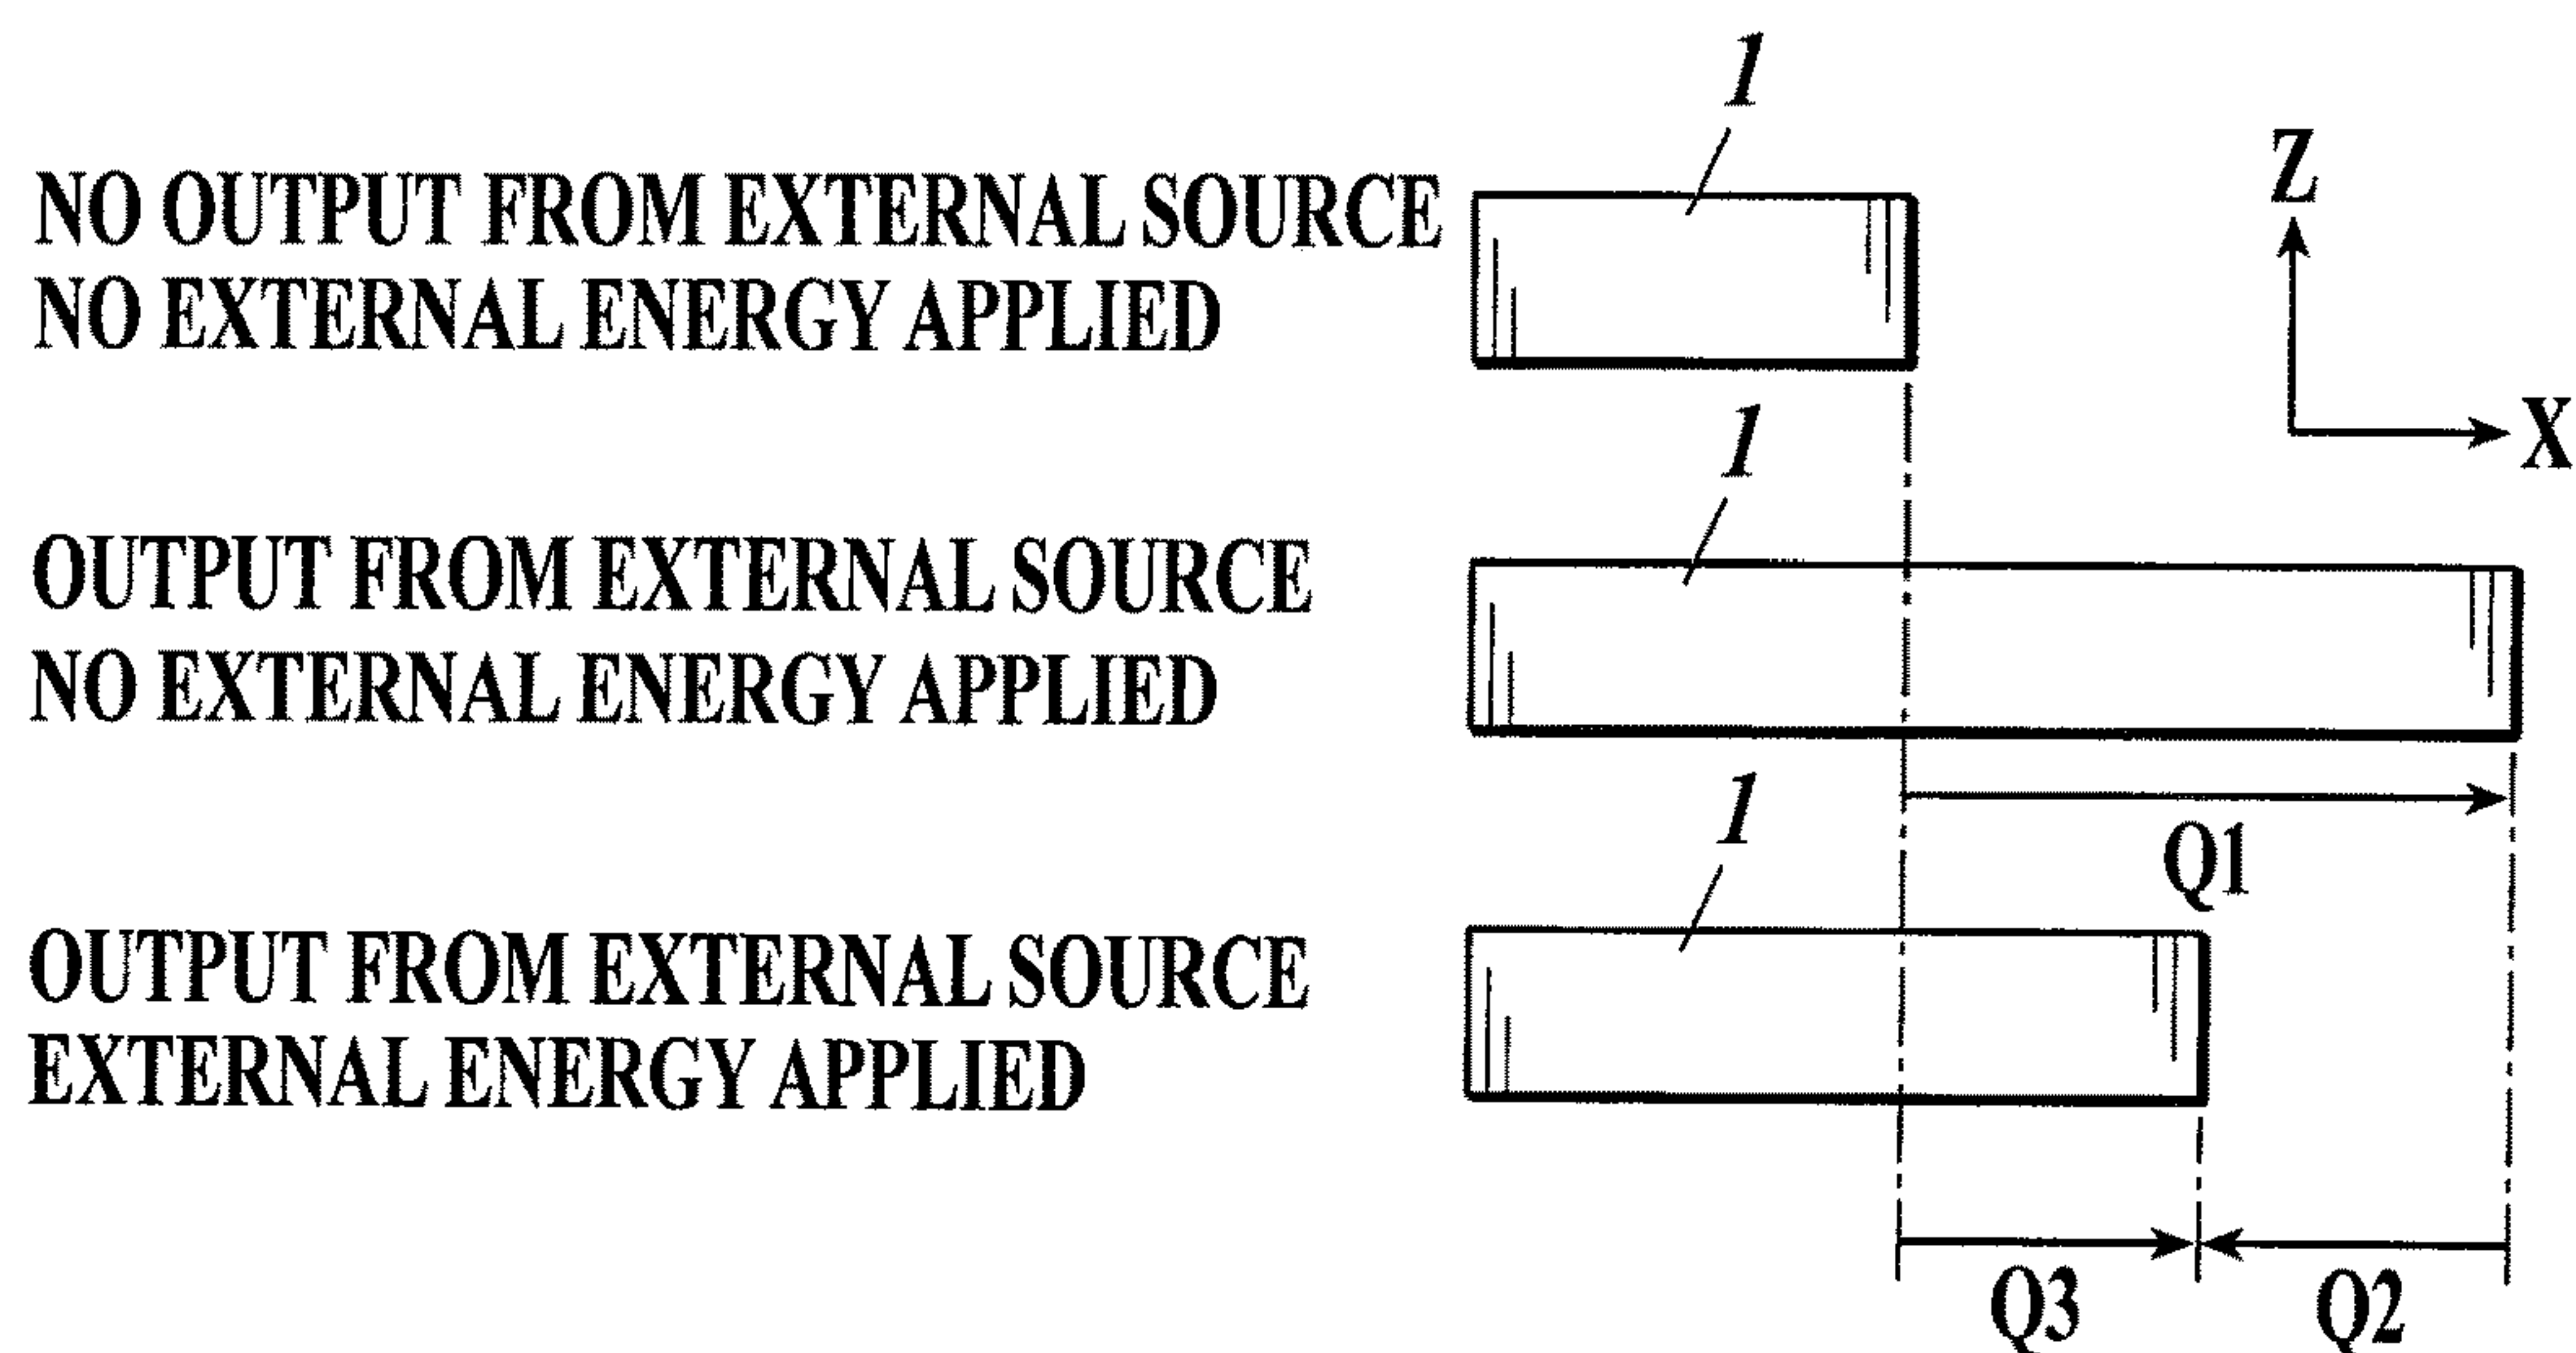 1
NO OUTPUT FROM EXTERNAL SOURCE
NO EXTERNAL ENERGY APPLIED
Z
X
1
OUTPUT FROM EXTERNAL SOURCE
NO EXTERNAL ENERGY APPLIED
1
Q1
OUTPUT FROM EXTERNAL SOURCE
EXTERNAL ENERGY APPLIED
Q3
Q2